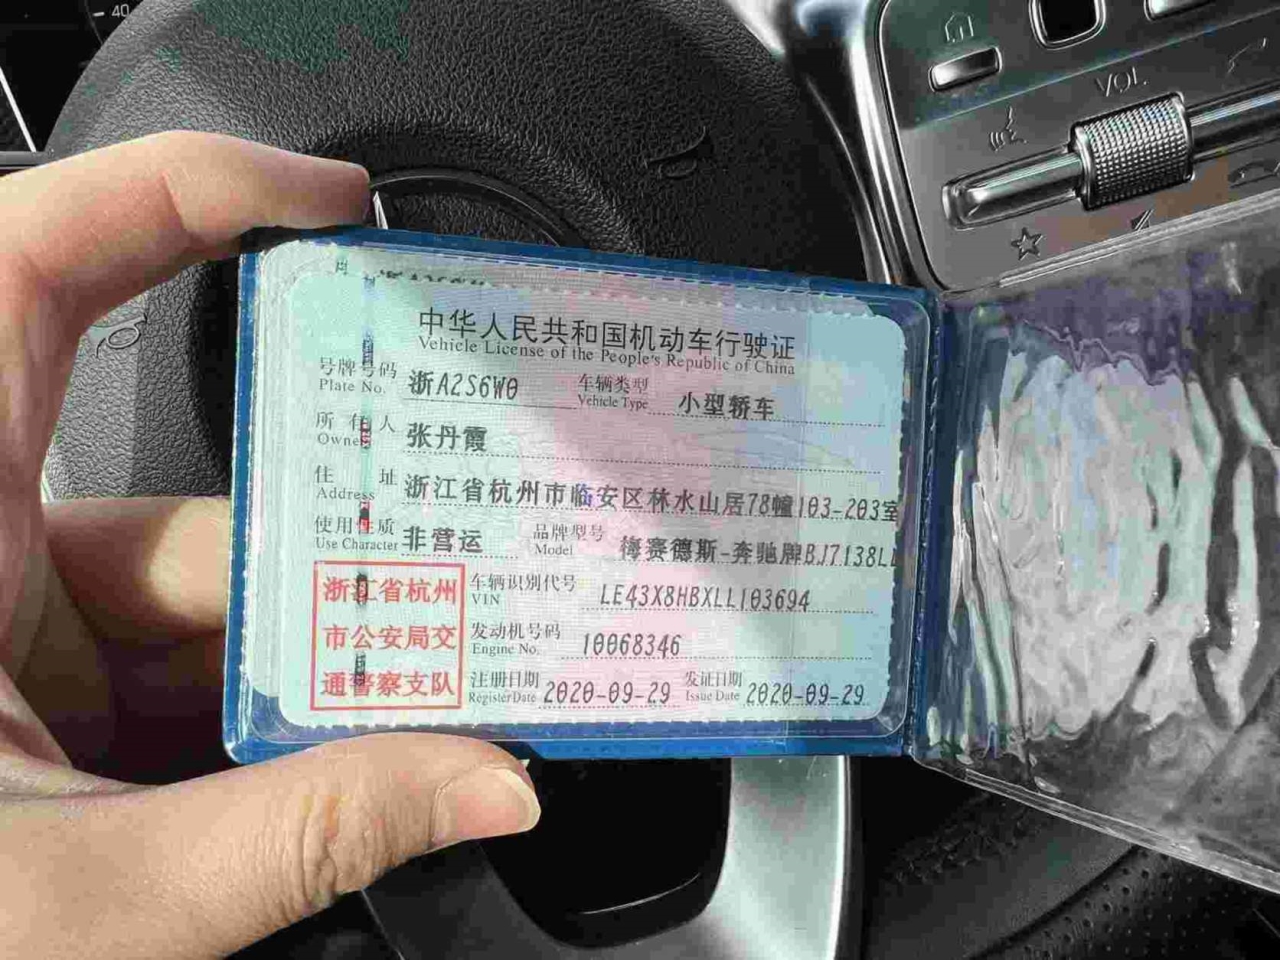 40
VOL
中华人民共和国机动车行驶证
Vehicle License of the People's Republic of China
号牌号码 浙A2S6W0 车辆类型 小型轿车
Plate No. Vehicle Type
所有人 张丹霞
Owner
住址 浙江省杭州市临安区林水山居78幢103-203室
Address
使用性质 非营运 品牌型号 梅赛德斯-奔驰牌BJ7138L
Use Character Model
浙江省杭州
市公安局交
通警察支队
车辆识别代号 LE43X8HBXLL103694
VIN
发动机号码 10068346
Engine No.
注册日期 2020-09-29 发证日期 2020-09-29
Register Date Issue Date